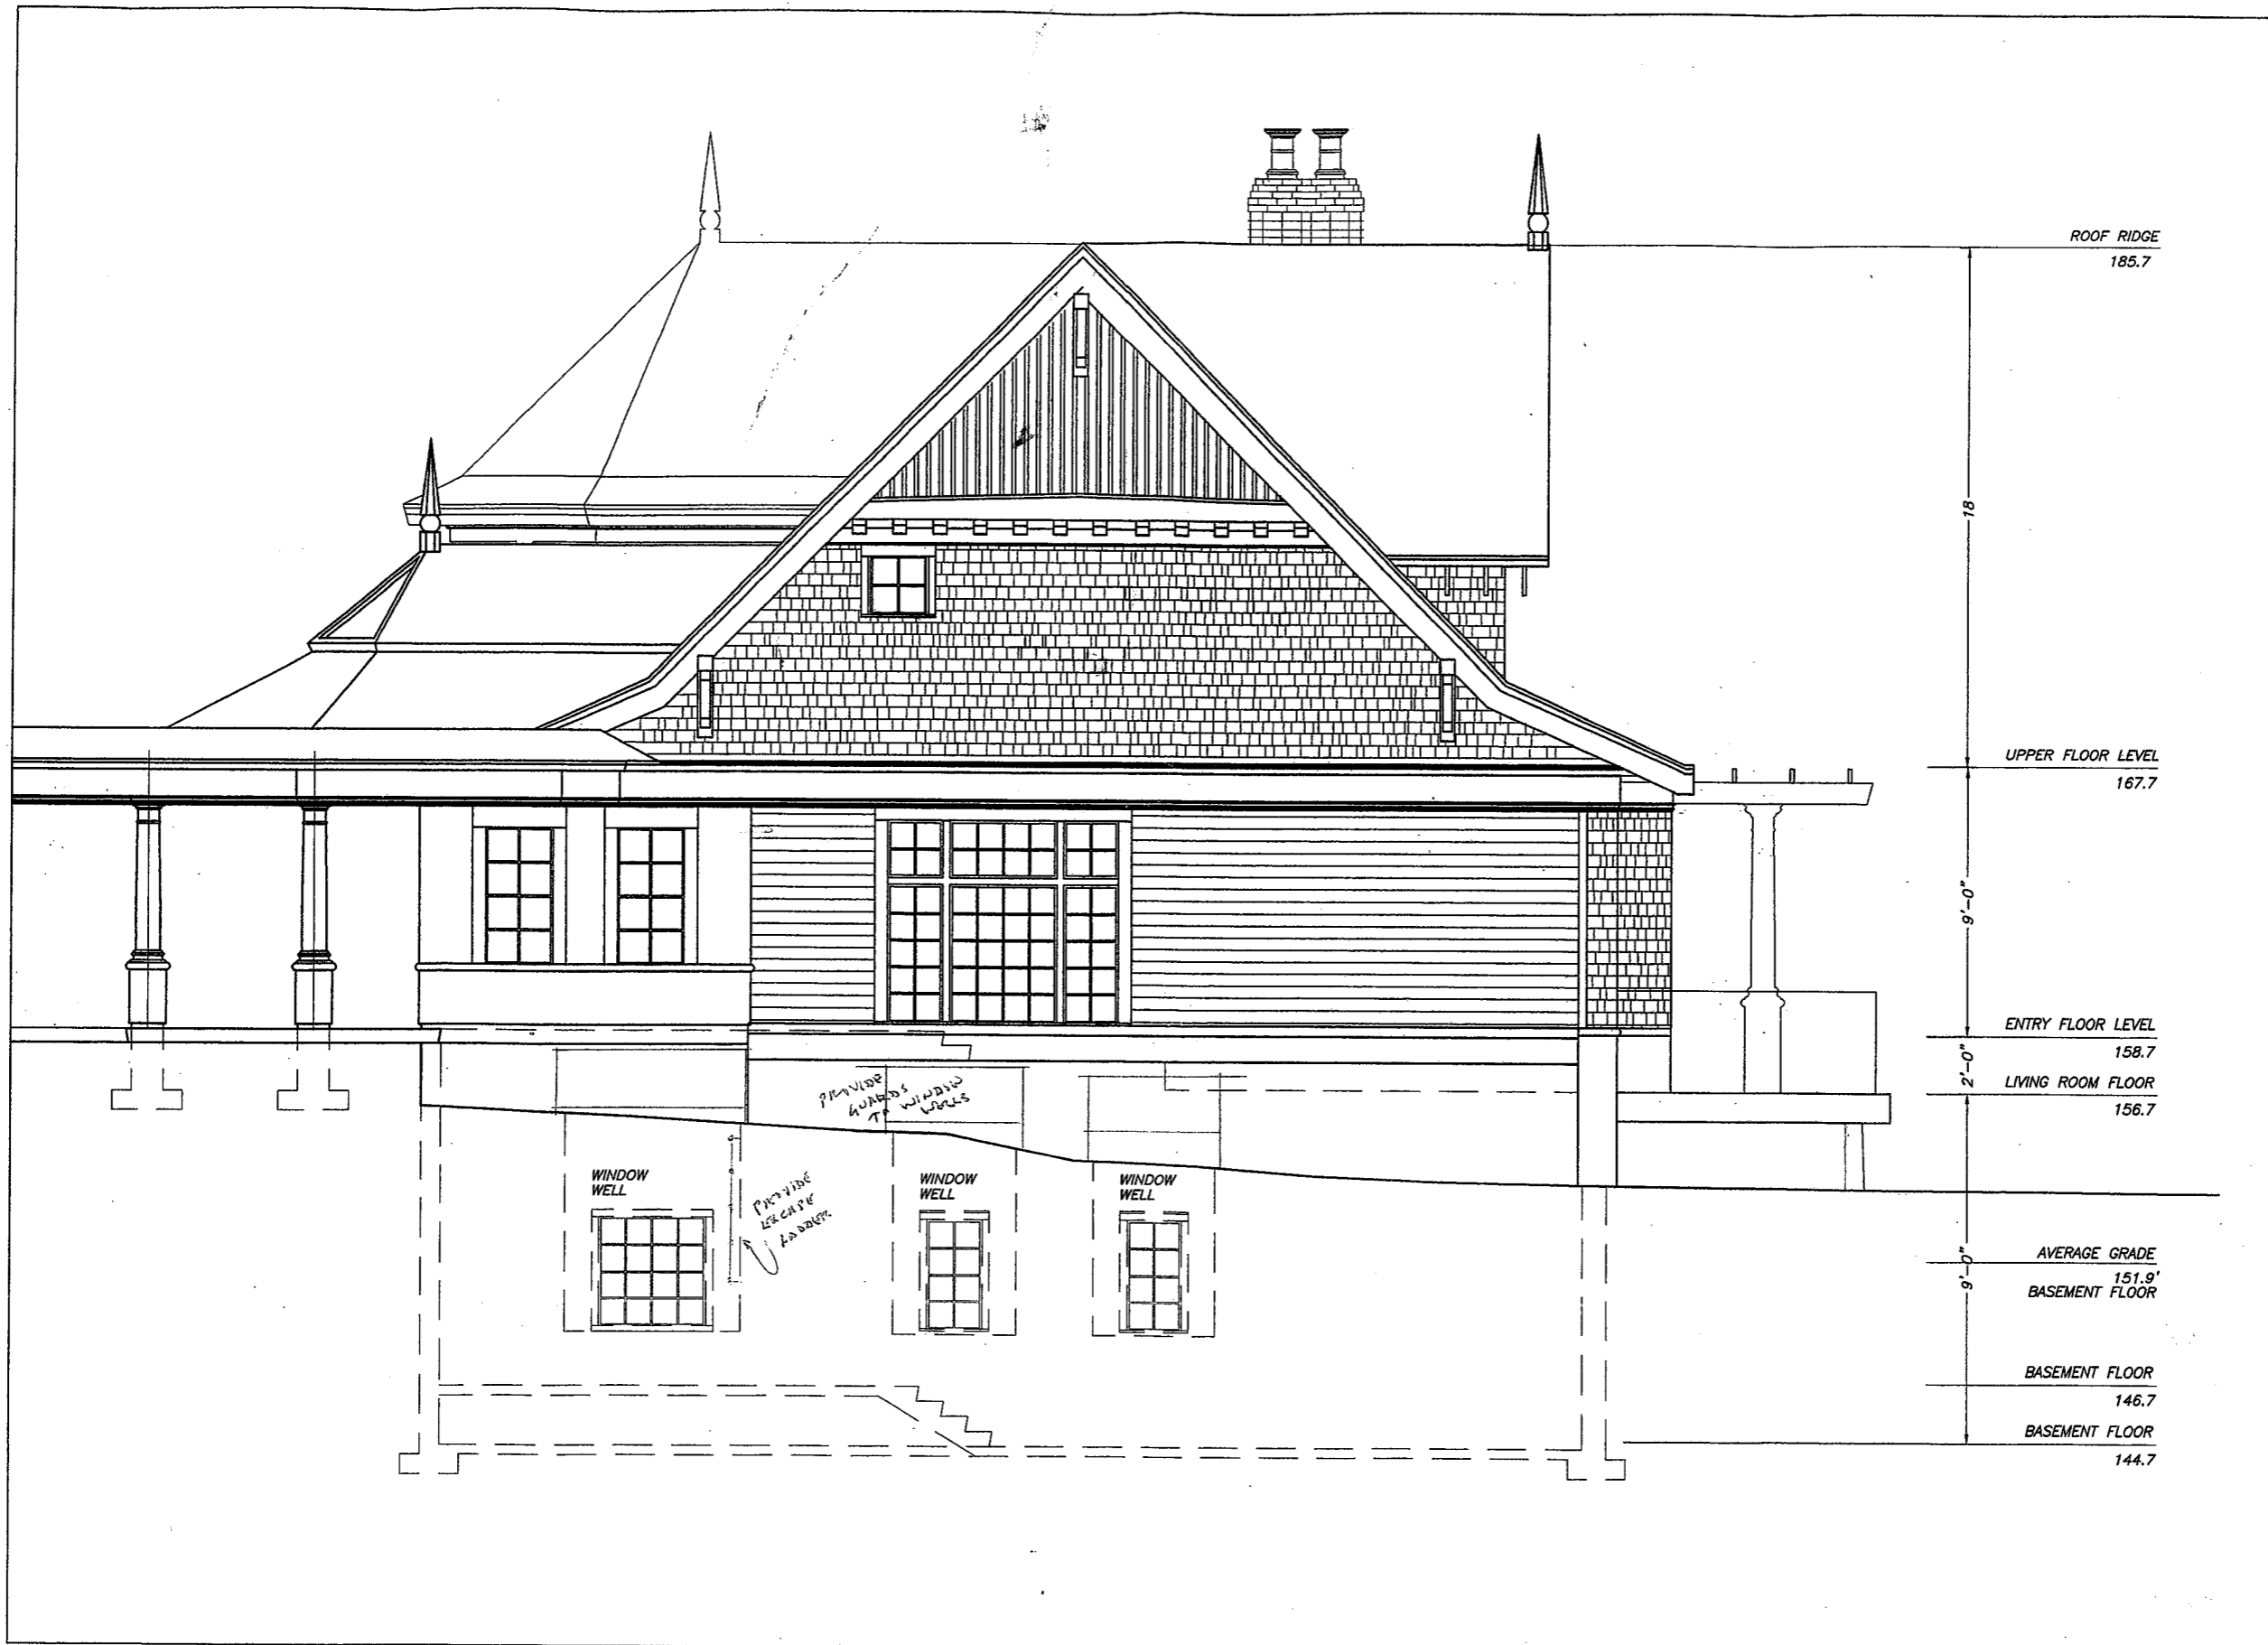 ROOF RIDGE
185.7
18
UPPER FLOOR LEVEL
167.7
9'-0"
ENTRY FLOOR LEVEL
158.7
2'-0"
LIVING ROOM FLOOR
156.7
PROVIDE
GUARDS
TO WINDOW
WELLS
WINDOW
WELL
PROVIDE
ESCAPE
LADDER
WINDOW
WELL
WINDOW
WELL
9'-0"
AVERAGE GRADE
151.9'
BASEMENT FLOOR
BASEMENT FLOOR
146.7
BASEMENT FLOOR
144.7